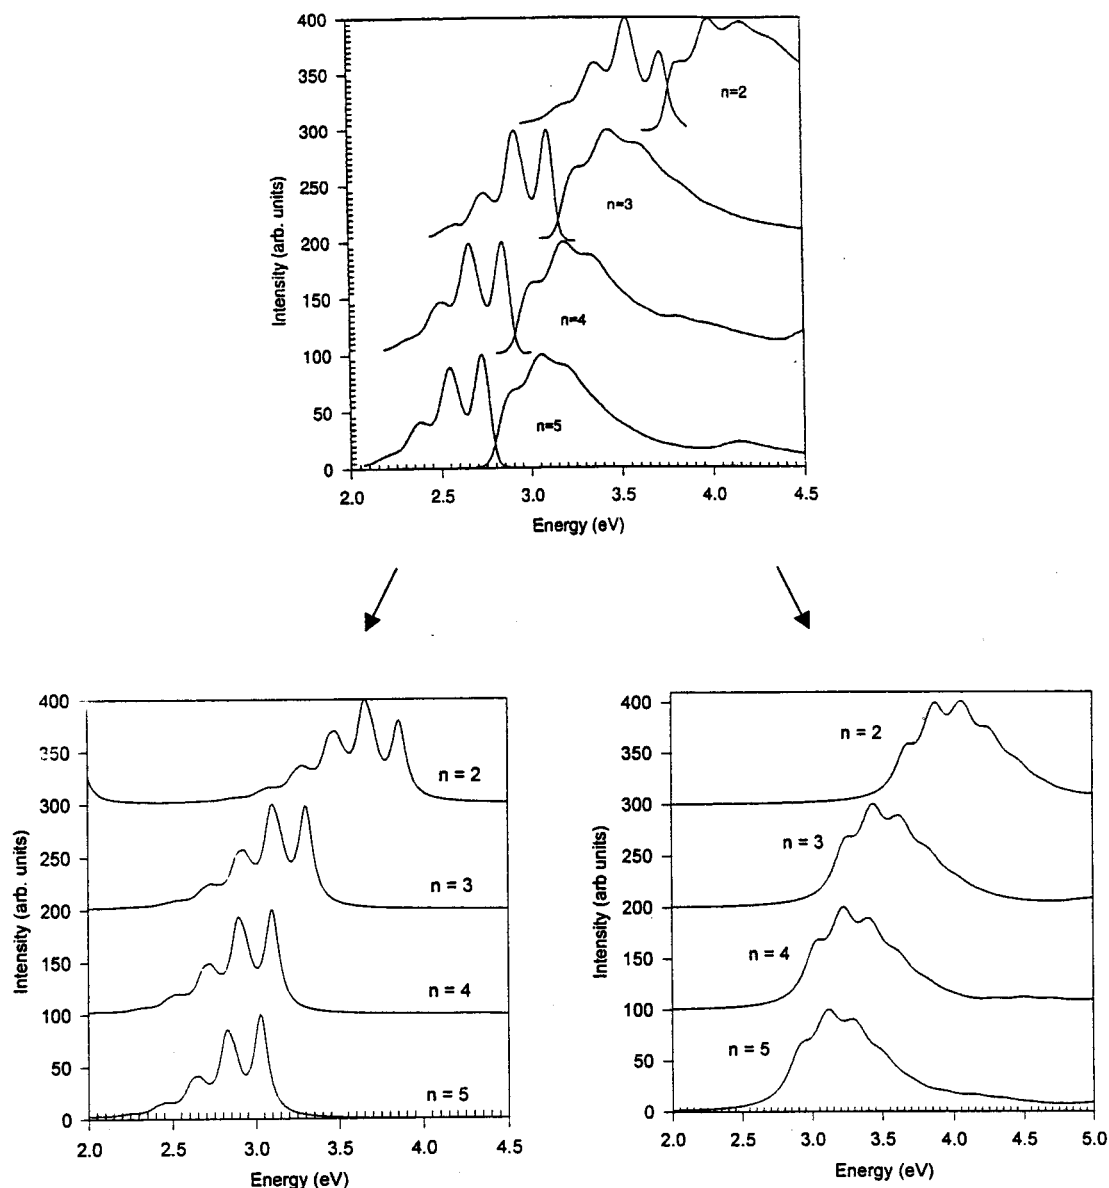 400
300
250
200
150
100
50
0
Intensity (arb. units)
n=2
n=3
n=4
n=5
2.0 2.5 3.0 3.5 4.0 4.5
Energy (eV)
400
350
300
250
200
150
100
50
0
Intensity (arb. units)
n = 2
n = 3
n = 4
n = 5
2.0 2.5 3.0 3.5 4.0 4.5
Energy (eV)
400
350
300
250
200
150
100
50
0
Intensity (arb units)
n = 2
n = 3
n = 4
n = 5
2.0 2.5 3.0 3.5 4.0 4.5 5.0
Energy (eV)